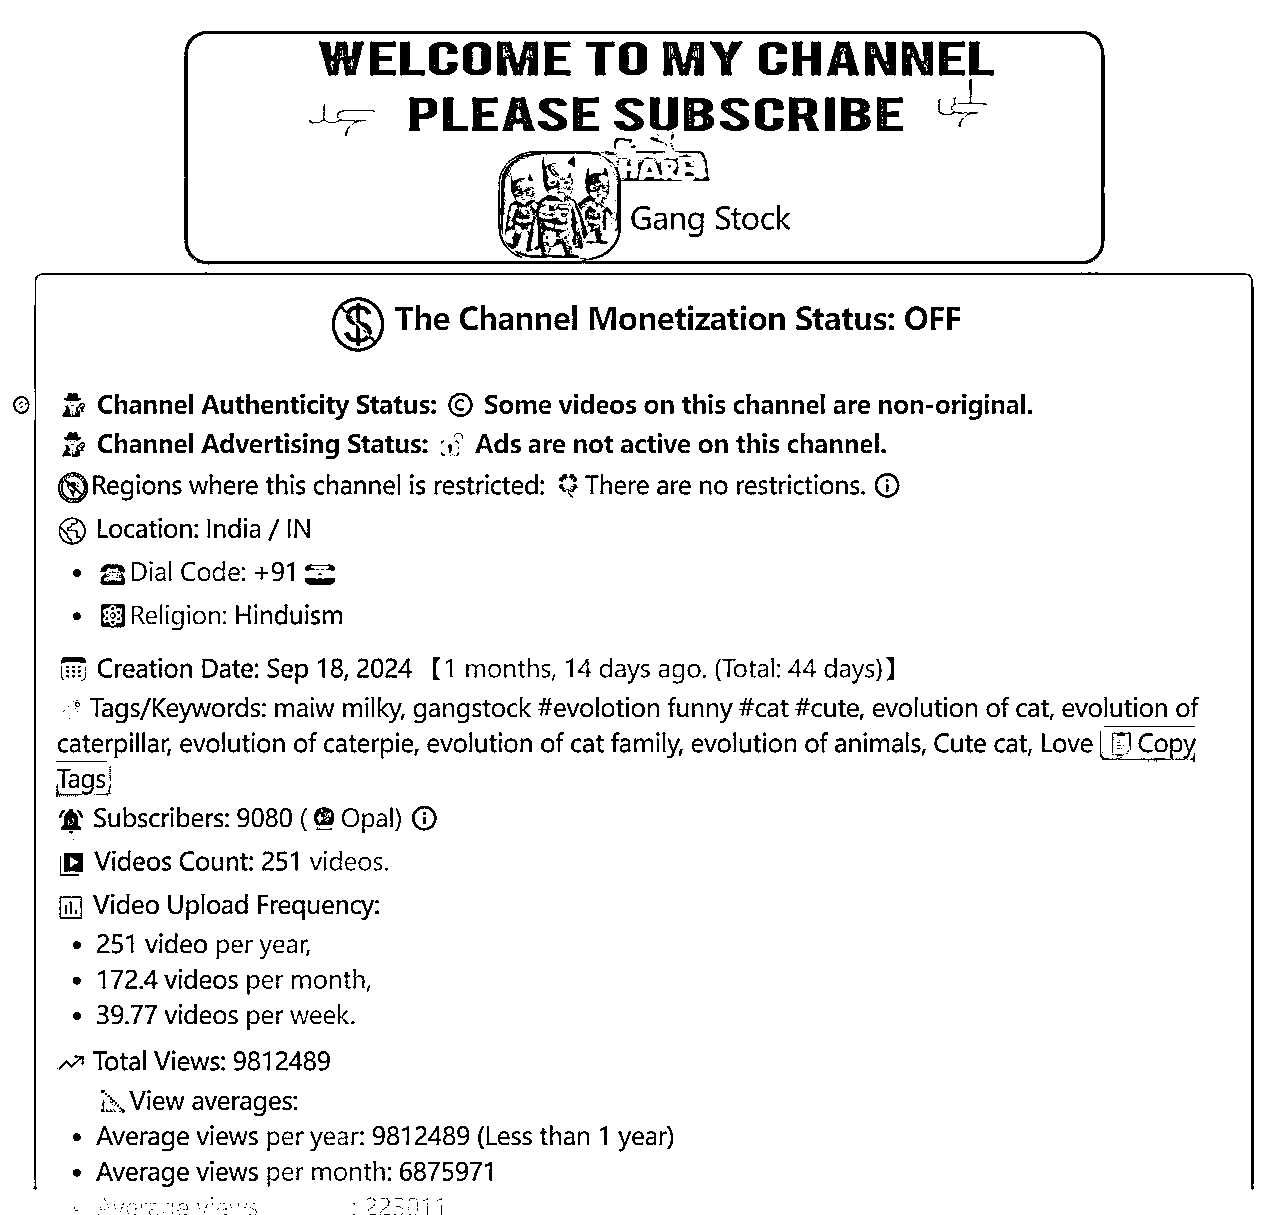 WELCOME TO MY CHANNEL
PLEASE SUBSCRIBE
HARE
Gang Stock
The Channel Monetization Status: OFF
Channel Authenticity Status: © Some videos on this channel are non-original.
Channel Advertising Status: Ads are not active on this channel.
Regions where this channel is restricted: There are no restrictions.
Location: India / IN
• Dial Code: +91
• Religion: Hinduism
Creation Date: Sep 18, 2024 【1 months, 14 days ago. (Total: 44 days)】
Tags/Keywords: maiw milky, gangstock #evolotion funny #cat #cute, evolution of cat, evolution of
caterpillar, evolution of caterpie, evolution of cat family, evolution of animals, Cute cat, Love Copy
Tags
Subscribers: 9080 ( Opal)
Videos Count: 251 videos.
Video Upload Frequency:
• 251 video per year,
• 172.4 videos per month,
• 39.77 videos per week.
Total Views: 9812489
View averages:
• Average views per year: 9812489 (Less than 1 year)
• Average views per month: 6875971
• Average views : 223011